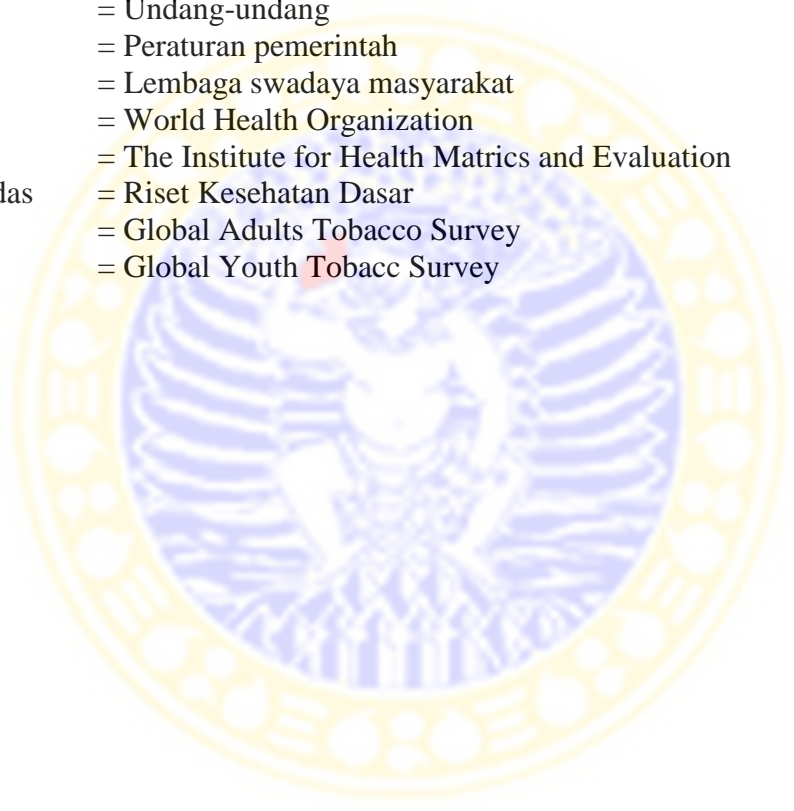 = Undang-undang
= Peraturan pemerintah
= Lembaga swadaya masyarakat
= World Health Organization
= The Institute for Health Matrics and Evaluation
das = Riset Kesehatan Dasar
= Global Adults Tobacco Survey
= Global Youth Tobacc Survey